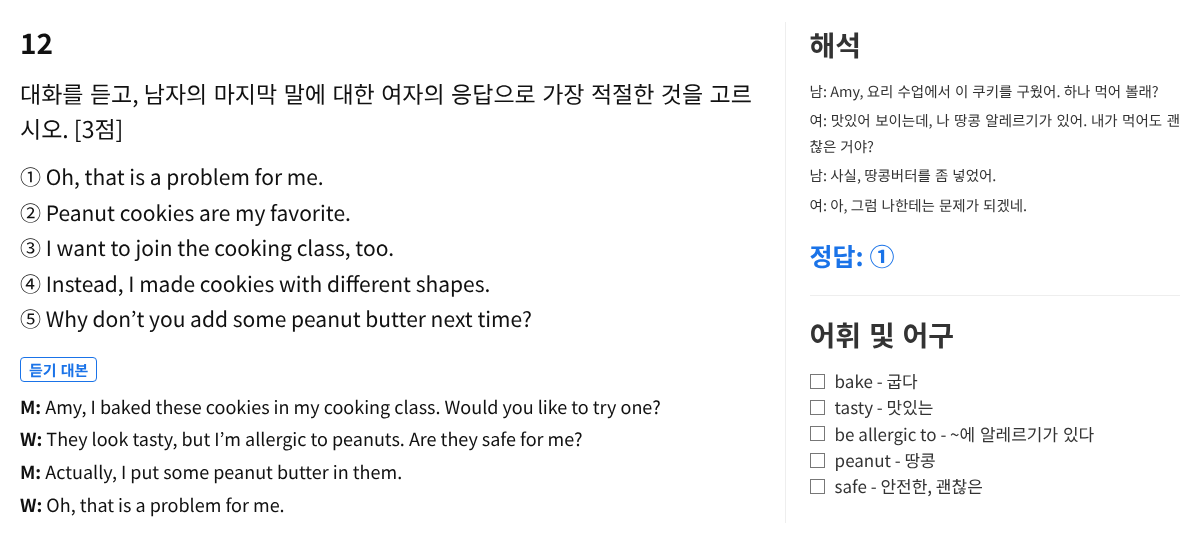 12
대화를 듣고, 남자의 마지막 말에 대한 여자의 응답으로 가장 적절한 것을 고르
시오. [3점]
① Oh, that is a problem for me.
② Peanut cookies are my favorite.
③ I want to join the cooking class, too.
④ Instead, I made cookies with different shapes.
⑤ Why don’t you add some peanut butter next time?
듣기 대본
M: Amy, I baked these cookies in my cooking class. Would you like to try one?
W: They look tasty, but I’m allergic to peanuts. Are they safe for me?
M: Actually, I put some peanut butter in them.
W: Oh, that is a problem for me.
해석
남: Amy, 요리 수업에서 이 쿠키를 구웠어. 하나 먹어 볼래?
여: 맛있어 보이는데, 나 땅콩 알레르기가 있어. 내가 먹어도 괜
찮은 거야?
남: 사실, 땅콩버터를 좀 넣었어.
여: 아, 그럼 나한테는 문제가 되겠네.
정답: ①
어휘 및 어구
□ bake - 굽다
□ tasty - 맛있는
□ be allergic to - ~에 알레르기가 있다
□ peanut - 땅콩
□ safe - 안전한, 괜찮은